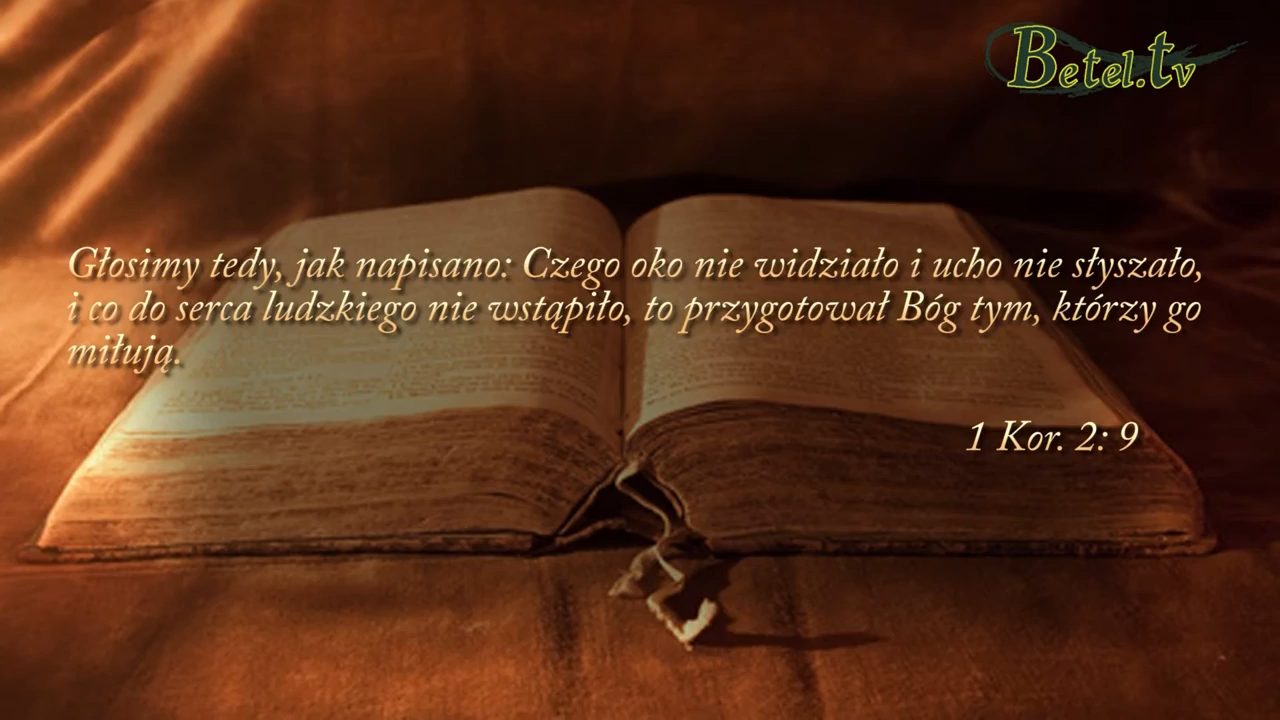 Betel.tv
Głosimy tedy, jak napisano: Czego oko nie widziało i ucho nie słyszało,
i co do serca ludzkiego nie wstąpiło, to przygotował Bóg tym, którzy go
miłują.
1 Kor. 2: 9